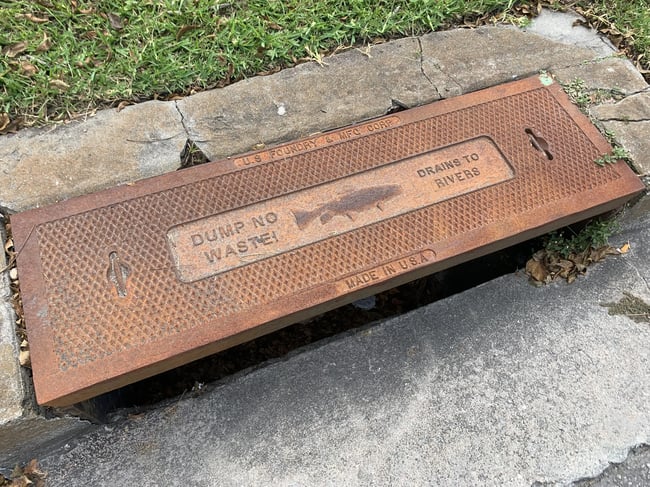 U.S. FOUNDRY & MFG CORP.
DUMP NO
WASTE!
DRAINS TO
RIVERS
MADE IN U.S.A